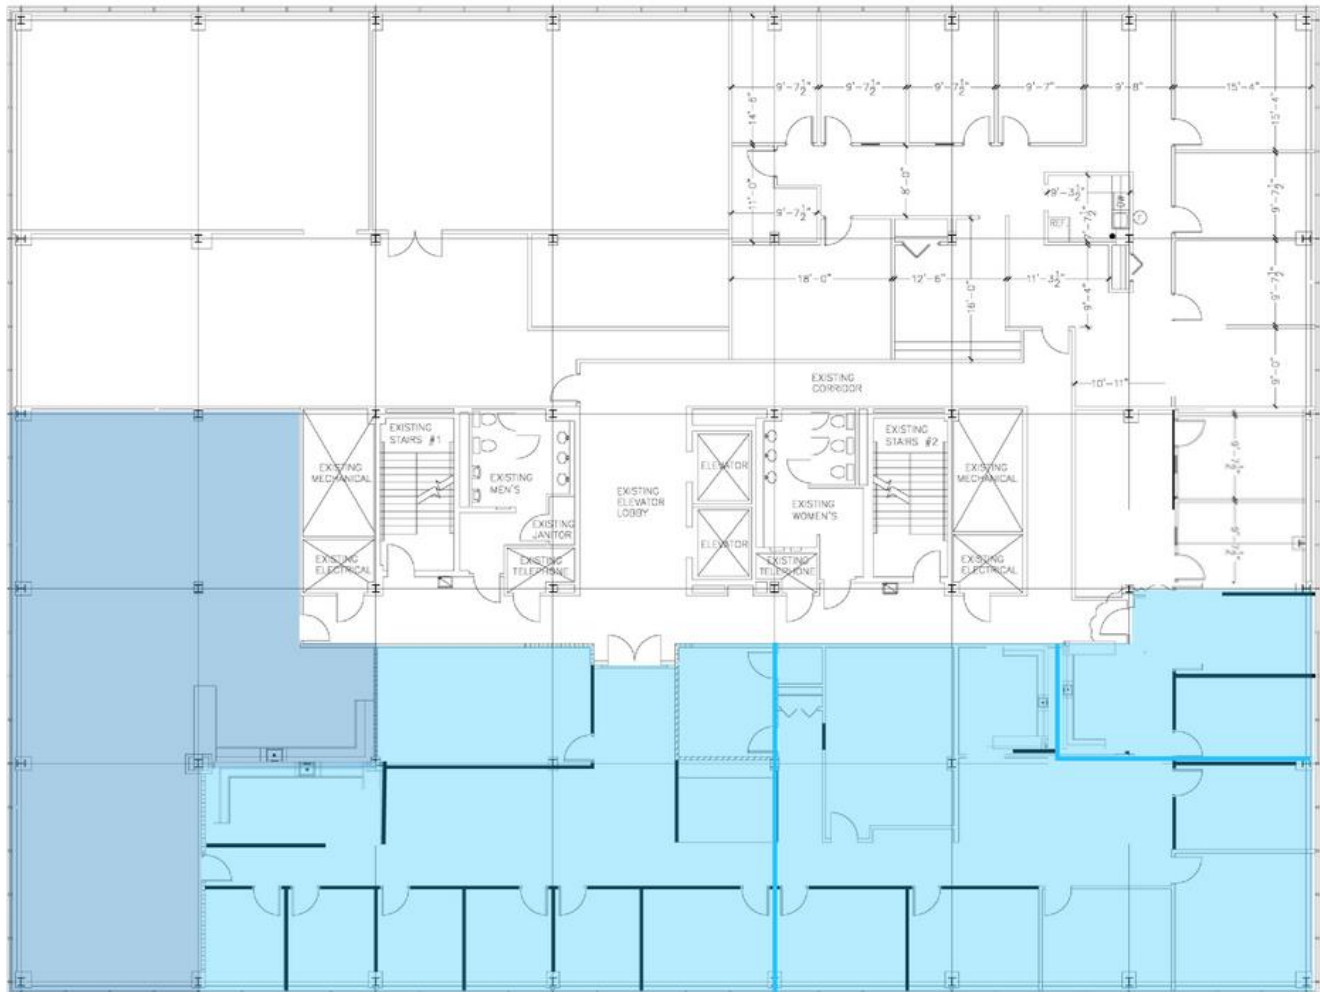 9'-7½"
9'-7½"
9'-7½"
9'-7"
9'-8"
15'-4"
14'-6"
15'-4"
11'-0"
8'-0"
9'-3½"
DW
9'-7½"
9'-7½"
REF.
7'-7½"
18'-0"
12'-6"
11'-3½"
16'-0"
9'-4"
9'-7½"
9'-0"
EXISTING
CORRIDOR
10'-11"
EXISTING
STAIRS #1
EXISTING
STAIRS #2
EXISTING
MECHANICAL
EXISTING
MEN'S
EXISTING
ELEVATOR
LOBBY
ELEVATOR
EXISTING
WOMEN'S
EXISTING
MECHANICAL
EXISTING
JANITOR
ELEVATOR
EXISTING
ELECTRICAL
EXISTING
TELEPHONE
EXISTING
TELEPHONE
EXISTING
ELECTRICAL